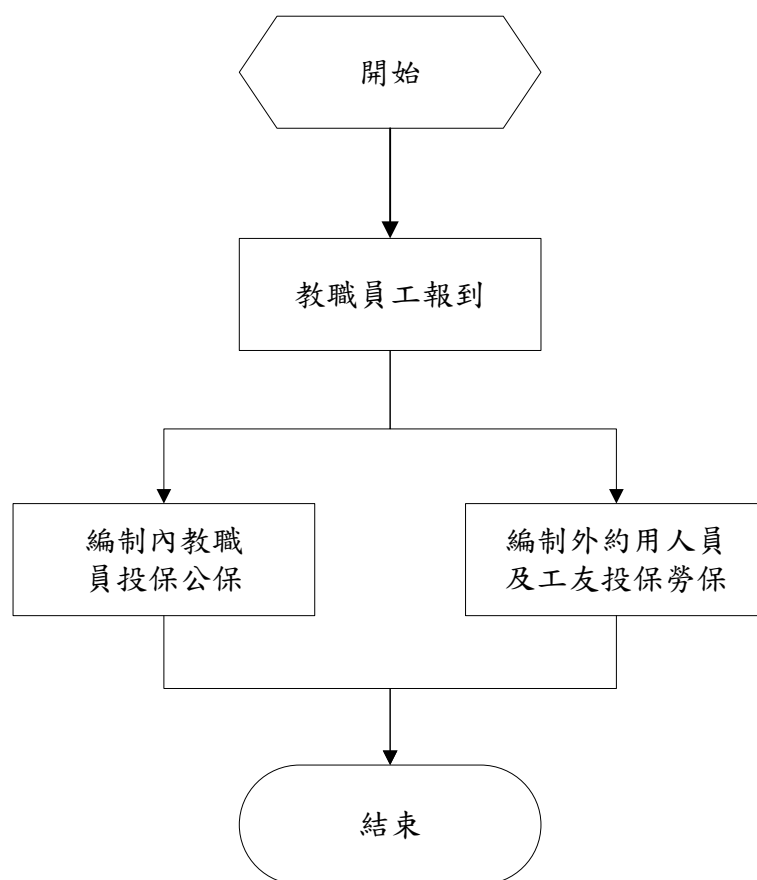 開始
教職員工報到
編制內教職
員投保公保
編制外約用人員
及工友投保勞保
結束